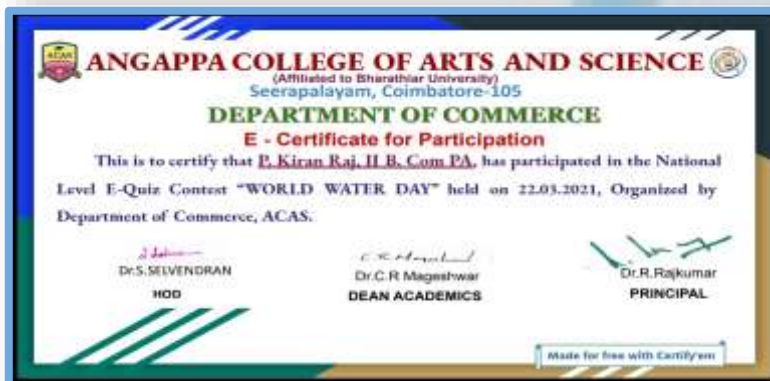 ACAS
ANGAPPA COLLEGE OF ARTS AND SCIENCE
(Affiliated to Bharathiar University)
Seerapalayam, Coimbatore-105
DEPARTMENT OF COMMERCE
E - Certificate for Participation
This is to certify that P. Kiran Raj, II B. Com PA, has participated in the National
Level E-Quiz Contest “WORLD WATER DAY” held on 22.03.2021, Organized by
Department of Commerce, ACAS.
Dr.S.SELVENDRAN
HOD
Dr.C.R Mageshwar
DEAN ACADEMICS
Dr.R.Rajkumar
PRINCIPAL
Made for free with Certify'em